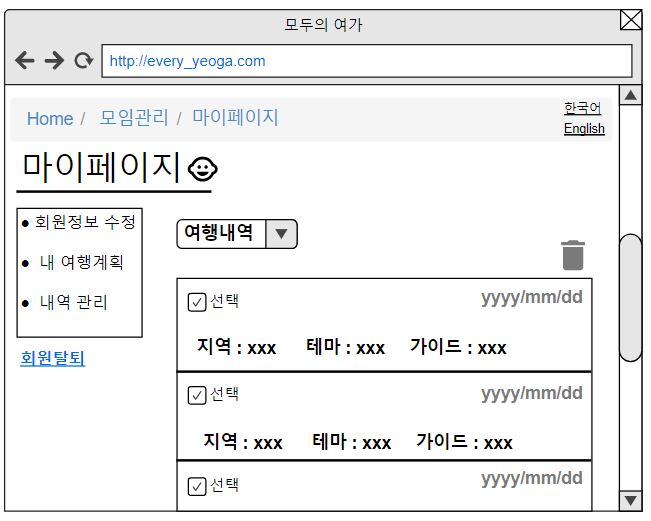 모두의 여가
http://every_yeoga.com
Home / 모임관리 / 마이페이지
한국어
English
마이페이지
● 회원정보 수정
● 내 여행계획
● 내역 관리
회원탈퇴
여행내역
선택 yyyy/mm/dd
지역 : xxx 테마 : xxx 가이드 : xxx
선택 yyyy/mm/dd
지역 : xxx 테마 : xxx 가이드 : xxx
선택 yyyy/mm/dd